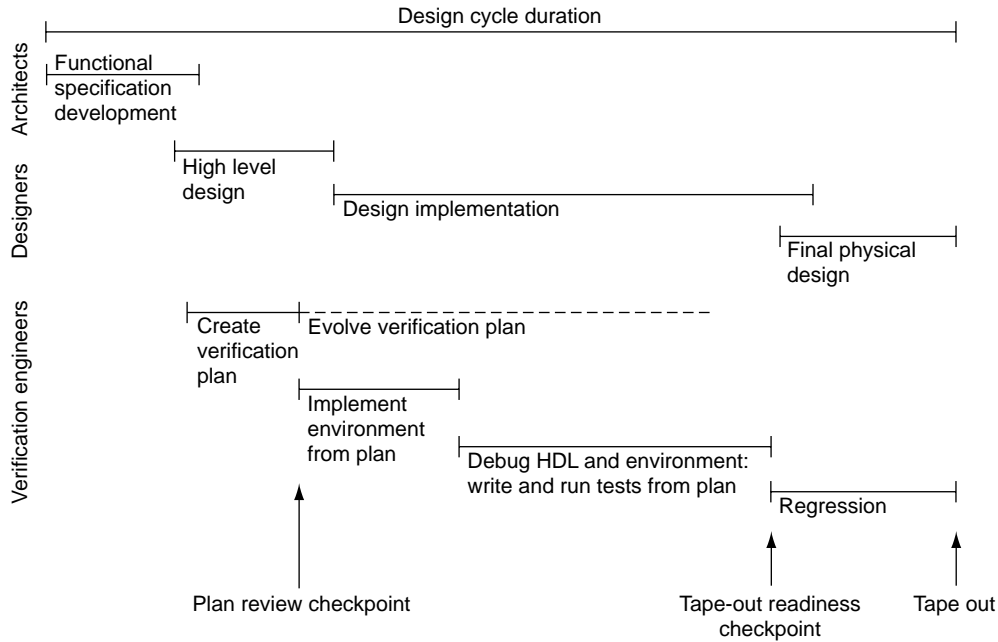 Design cycle duration
Architects
Functional
specification
development
Designers
High level
design
Design implementation
Final physical
design
Verification engineers
Create
verification
plan
Evolve verification plan
Implement
environment
from plan
Debug HDL and environment:
write and run tests from plan
Regression
Plan review checkpoint
Tape-out readiness
checkpoint
Tape out